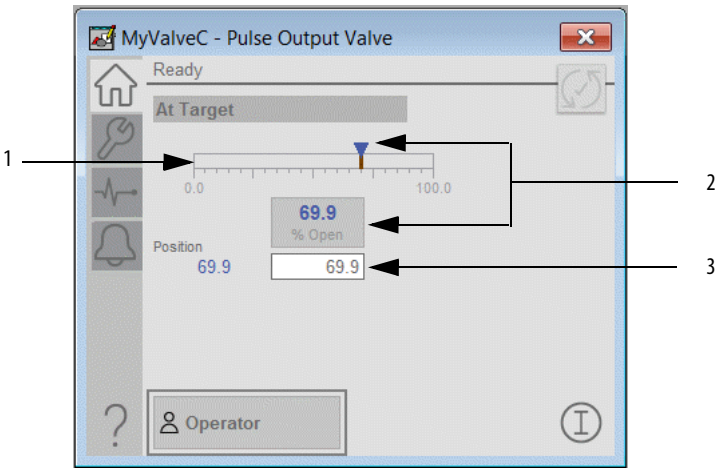 MyValveC - Pulse Output Valve
Ready
At Target
1
0.0 100.0
2
69.9
% Open
Position
69.9 69.9
3
? Operator I